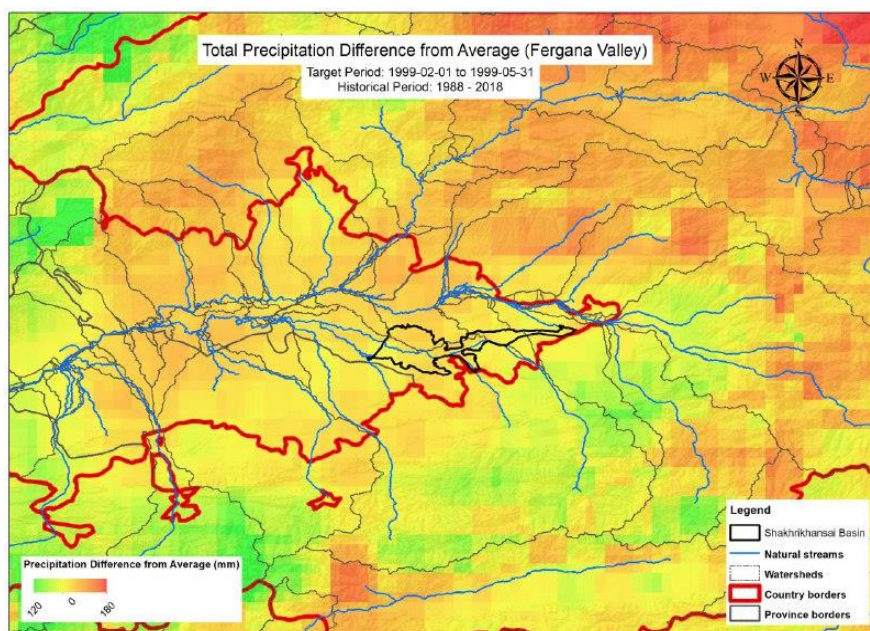 Total Precipitation Difference from Average (Fergana Valley)
Target Period: 1999-02-01 to 1999-05-31
Historical Period: 1988 - 2018
N
W
E
S
Legend
Shakhrikhansai Basin
Natural streams
Watersheds
Country borders
Province borders
Precipitation Difference from Average (mm)
120 0 180